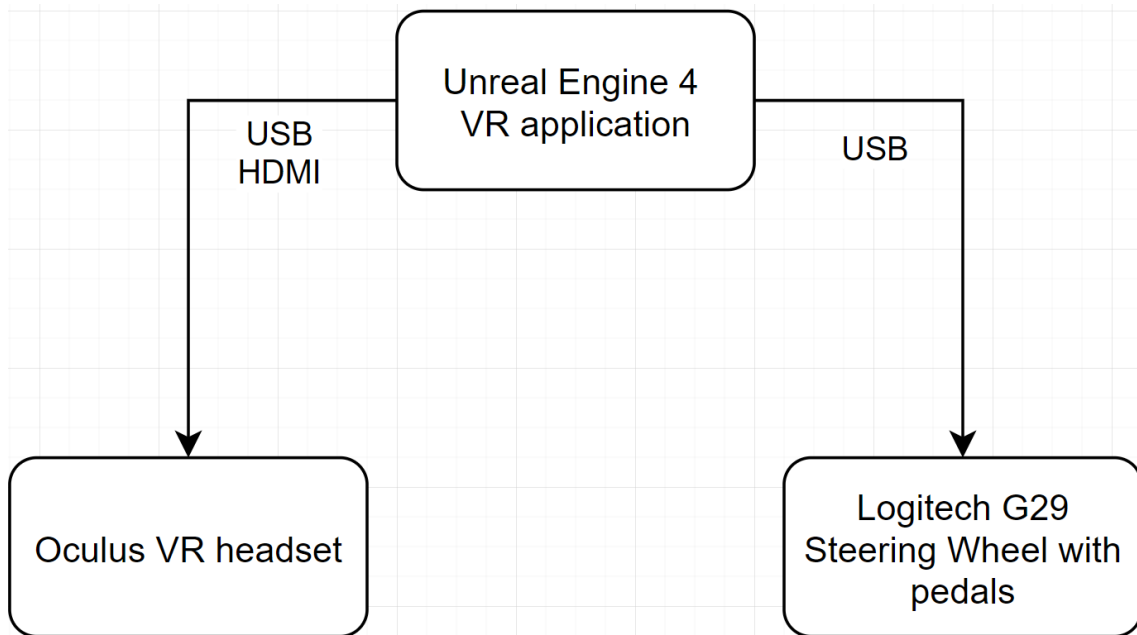 Unreal Engine 4
VR application
USB
HDMI
USB
Oculus VR headset
Logitech G29
Steering Wheel with
pedals